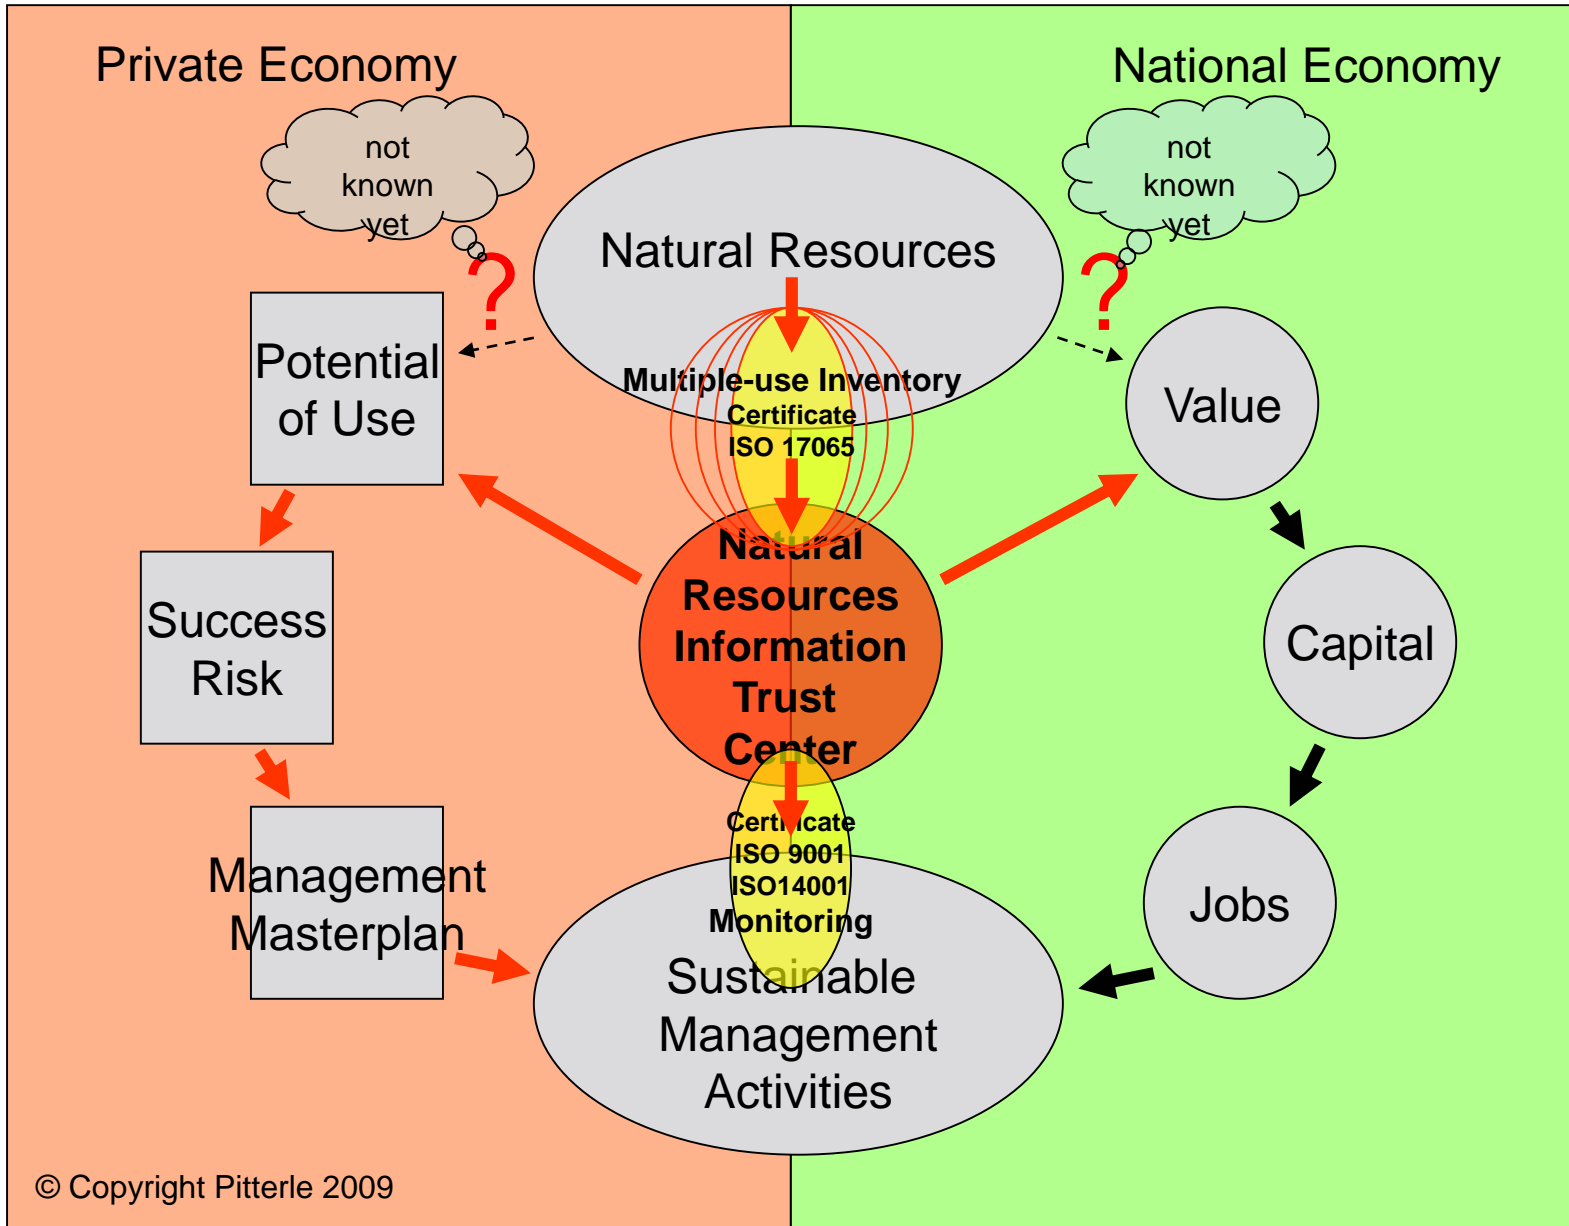 Private Economy
National Economy
not
known
yet
not
known
yet
Natural Resources
?
?
Potential
of Use
Multiple-use Inventory
Certificate
ISO 17065
Value
Natural
Resources
Information
Trust
Center
Success
Risk
Capital
Certificate
ISO 9001
ISO14001
Monitoring
Management
Masterplan
Jobs
Sustainable
Management
Activities
© Copyright Pitterle 2009